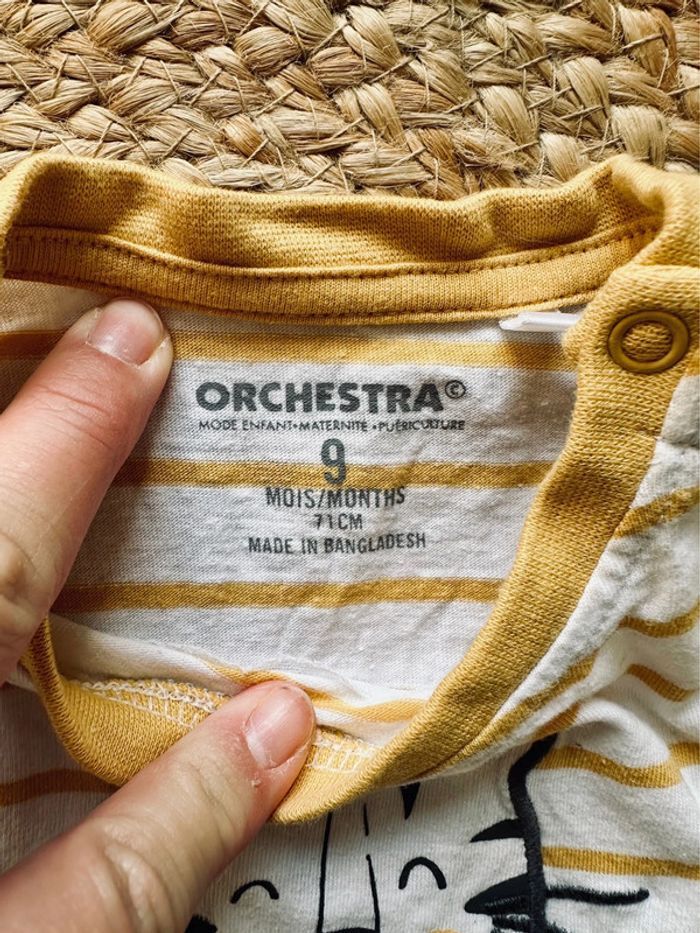 ORCHESTRA©
MODE ENFANT•MATERNITÉ•PUÉRICULTURE
9
MOIS/MONTHS
71CM
MADE IN BANGLADESH